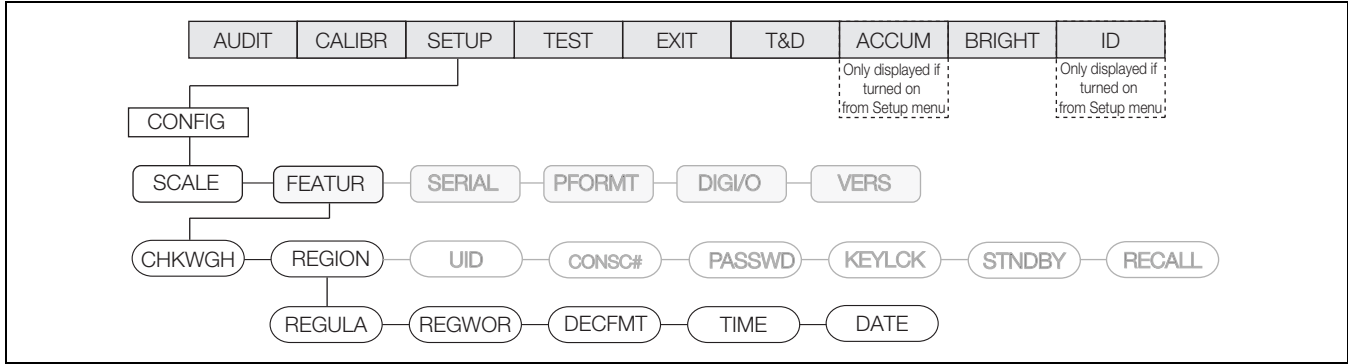 AUDIT CALIBR SETUP TEST EXIT T&D ACCUM BRIGHT ID
Only displayed if
turned on
from Setup menu
Only displayed if
turned on
from Setup menu
CONFIG
SCALE FEATUR SERIAL PFORMT DIGI/O VERS
CHKWGH REGION UID CONSC# PASSWD KEYLCK STNDBY RECALL
REGULA REGWOR DECFMT TIME DATE